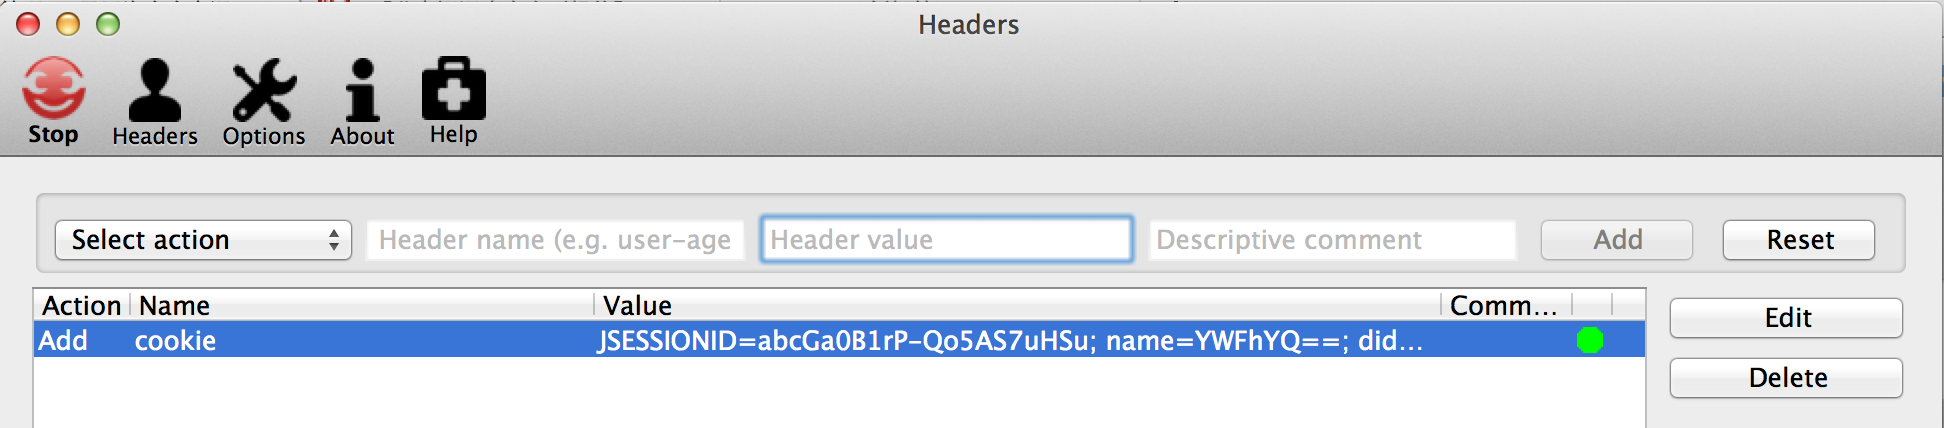 Headers
Stop Headers Options About Help
Select action Header name (e.g. user-age Header value Descriptive comment Add Reset
Action Name Value Comm...
Edit
Add cookie JSESSIONID=abcGa0B1rP-Qo5AS7uHSu; name=YWFhYQ==; did...
Delete